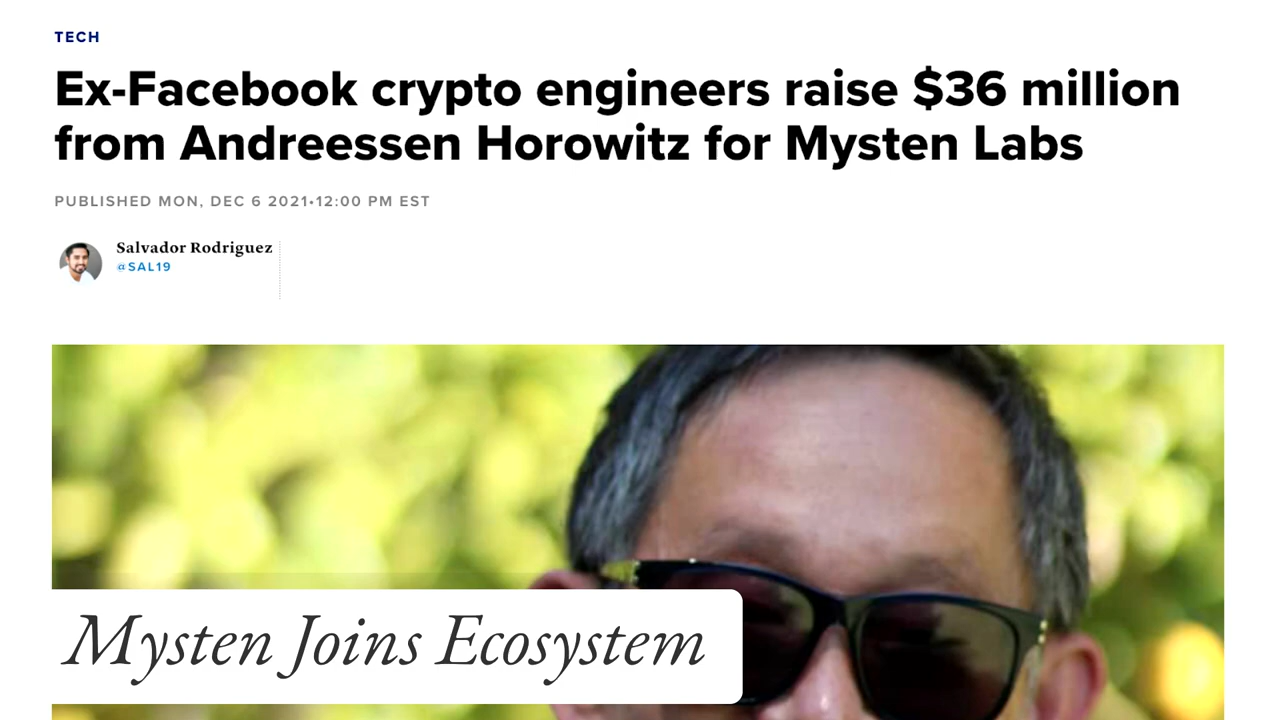 TECH
Ex-Facebook crypto engineers raise $36 million
from Andreessen Horowitz for Mysten Labs
PUBLISHED MON, DEC 6 2021•12:00 PM EST
Salvador Rodriguez
@SAL19
Mysten Joins Ecosystem